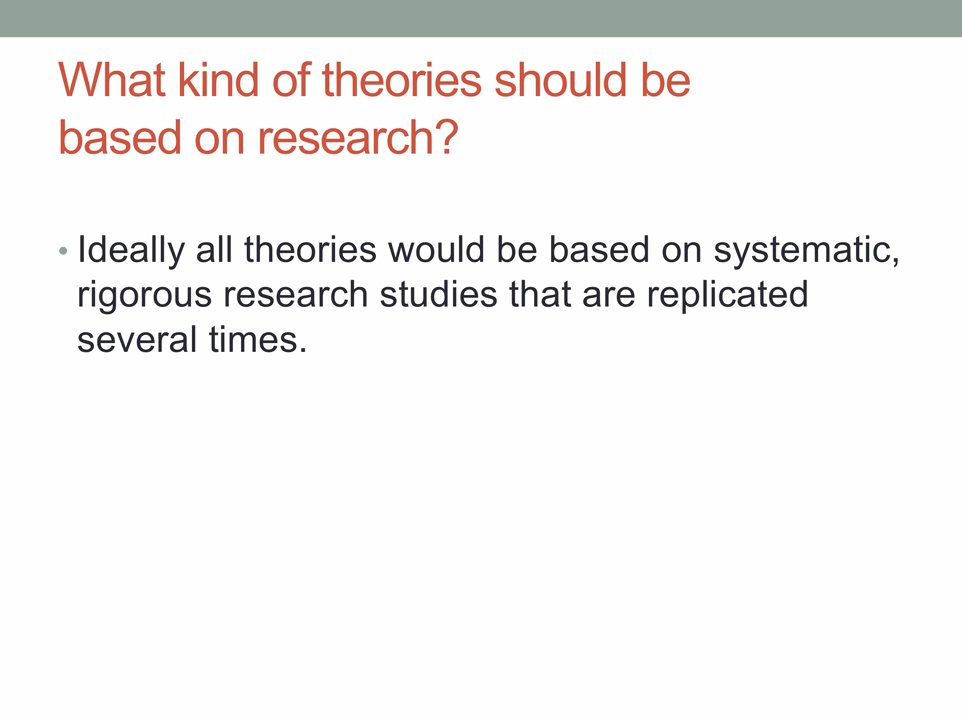 What kind of theories should be
based on research?
• Ideally all theories would be based on systematic,
rigorous research studies that are replicated
several times.